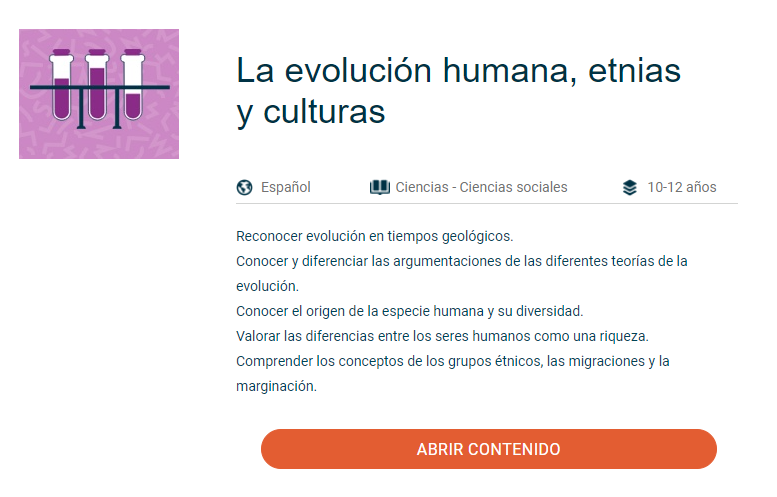 La evolución humana, etnias
y culturas
Español
Ciencias - Ciencias sociales
10-12 años
Reconocer evolución en tiempos geológicos.
Conocer y diferenciar las argumentaciones de las diferentes teorías de la
evolución.
Conocer el origen de la especie humana y su diversidad.
Valorar las diferencias entre los seres humanos como una riqueza.
Comprender los conceptos de los grupos étnicos, las migraciones y la
marginación.
ABRIR CONTENIDO